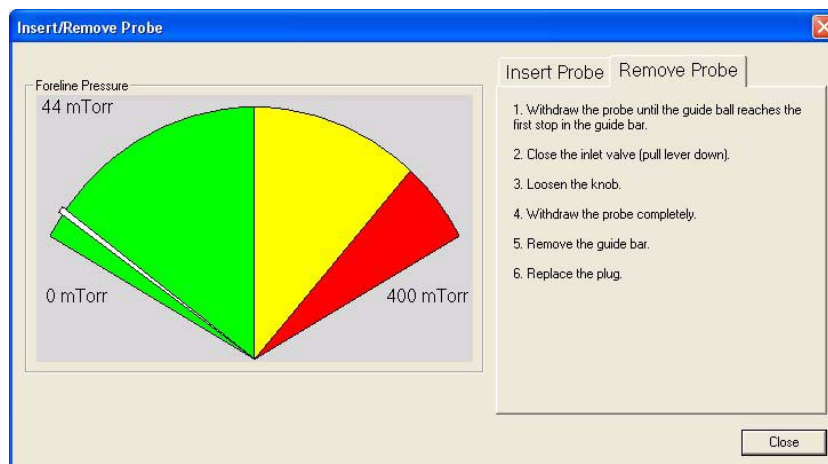 Insert/Remove Probe
Foreline Pressure
44 mTorr
0 mTorr
400 mTorr
Insert Probe
Remove Probe
1. Withdraw the probe until the guide ball reaches the
first stop in the guide bar.
2. Close the inlet valve (pull lever down).
3. Loosen the knob.
4. Withdraw the probe completely.
5. Remove the guide bar.
6. Replace the plug.
Close